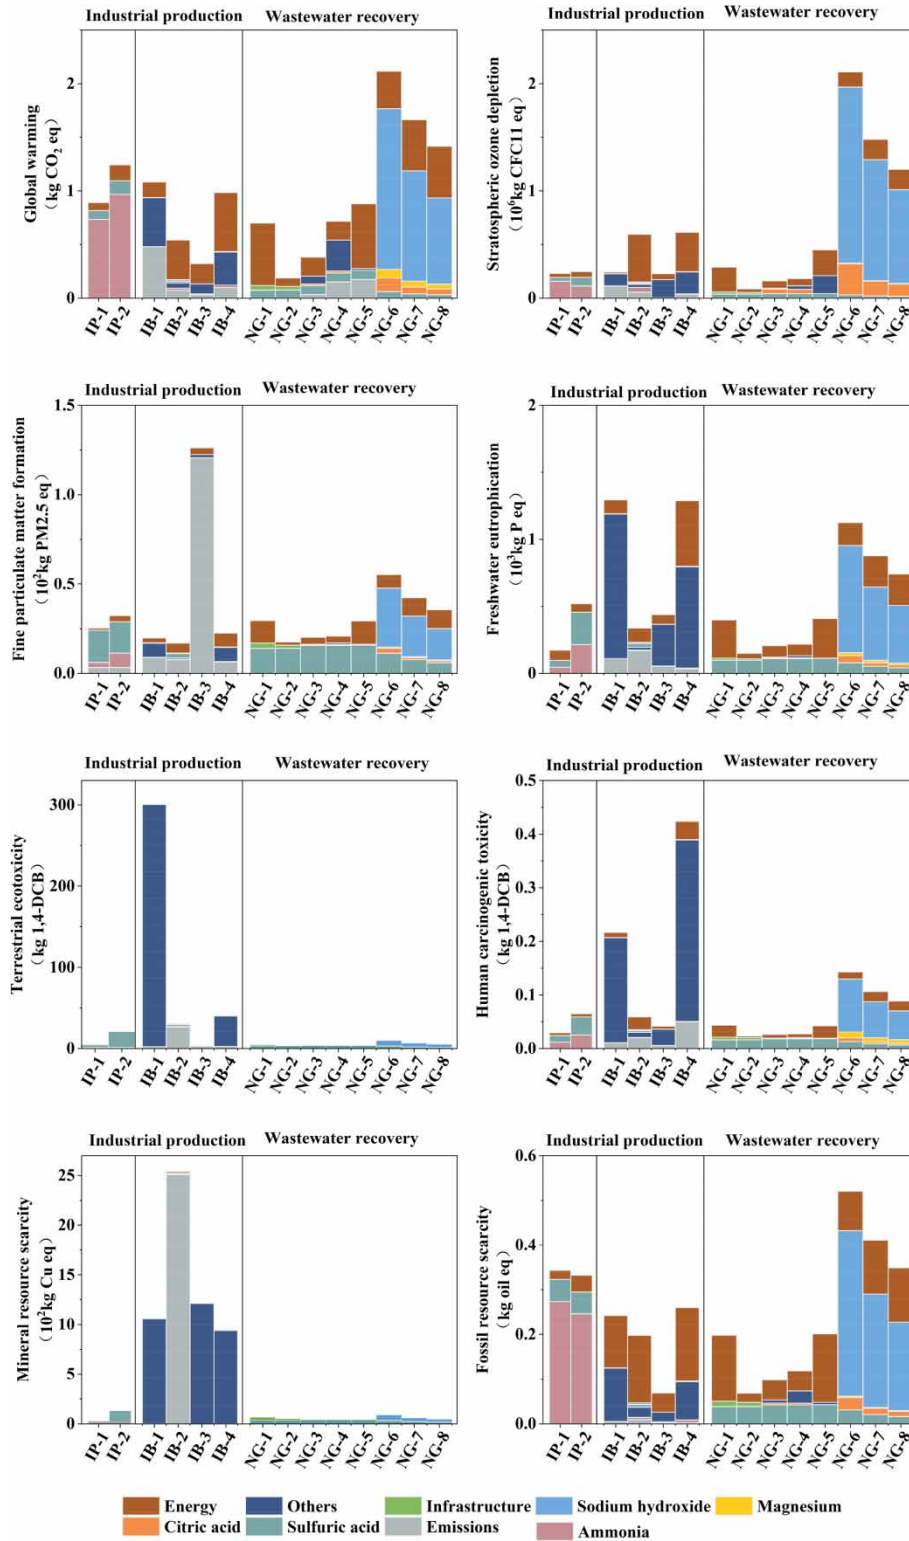 Industrial production Wastewater recovery
Global warming
(kg CO2 eq)
2
1
0
IP-1 IP-2 IB-1 IB-2 IB-3 IB-4 NG-1 NG-2 NG-3 NG-4 NG-5 NG-6 NG-7 NG-8
Industrial production Wastewater recovery
Stratospheric ozone depletion
(10^6kg CFC11 eq)
2
1
0
IP-1 IP-2 IB-1 IB-2 IB-3 IB-4 NG-1 NG-2 NG-3 NG-4 NG-5 NG-6 NG-7 NG-8
Industrial production Wastewater recovery
Fine particulate matter formation
(10^2kg PM2.5 eq)
1.5
1.0
0.5
0.0
IP-1 IP-2 IB-1 IB-2 IB-3 IB-4 NG-1 NG-2 NG-3 NG-4 NG-5 NG-6 NG-7 NG-8
Industrial production Wastewater recovery
Freshwater eutrophication
(10^3kg P eq)
2
1
0
IP-1 IP-2 IB-1 IB-2 IB-3 IB-4 NG-1 NG-2 NG-3 NG-4 NG-5 NG-6 NG-7 NG-8
Industrial production Wastewater recovery
Terrestrial ecotoxicity
(kg 1,4-DCB)
300
200
100
0
IP-1 IP-2 IB-1 IB-2 IB-3 IB-4 NG-1 NG-2 NG-3 NG-4 NG-5 NG-6 NG-7 NG-8
Industrial production Wastewater recovery
Human carcinogenic toxicity
(kg 1,4-DCB)
0.5
0.4
0.3
0.2
0.1
0.0
IP-1 IP-2 IB-1 IB-2 IB-3 IB-4 NG-1 NG-2 NG-3 NG-4 NG-5 NG-6 NG-7 NG-8
Industrial production Wastewater recovery
Mineral resource scarcity
(10^2kg Cu eq)
25
20
15
10
5
0
IP-1 IP-2 IB-1 IB-2 IB-3 IB-4 NG-1 NG-2 NG-3 NG-4 NG-5 NG-6 NG-7 NG-8
Industrial production Wastewater recovery
Fossil resource scarcity
(kg oil eq)
0.6
0.4
0.2
0.0
IP-1 IP-2 IB-1 IB-2 IB-3 IB-4 NG-1 NG-2 NG-3 NG-4 NG-5 NG-6 NG-7 NG-8
Energy Others Infrastructure Sodium hydroxide Magnesium
Citric acid Sulfuric acid Emissions Ammonia